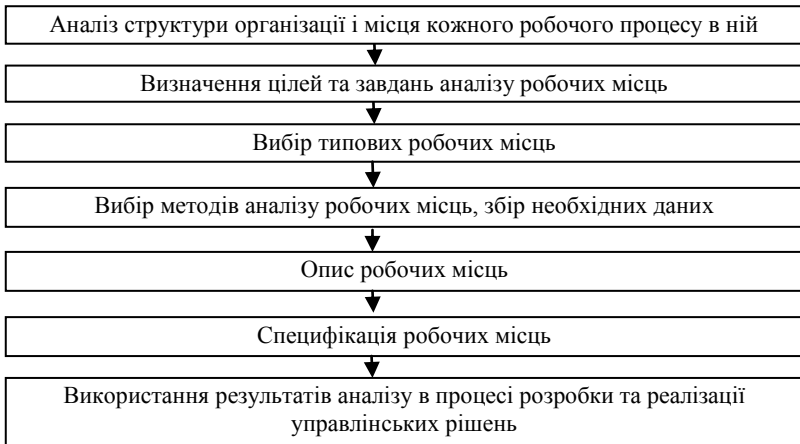 Аналіз структури організації і місця кожного робочого процесу в ній
Визначення цілей та завдань аналізу робочих місць
Вибір типових робочих місць
Вибір методів аналізу робочих місць, збір необхідних даних
Опис робочих місць
Специфікація робочих місць
Використання результатів аналізу в процесі розробки та реалізації
управлінських рішень